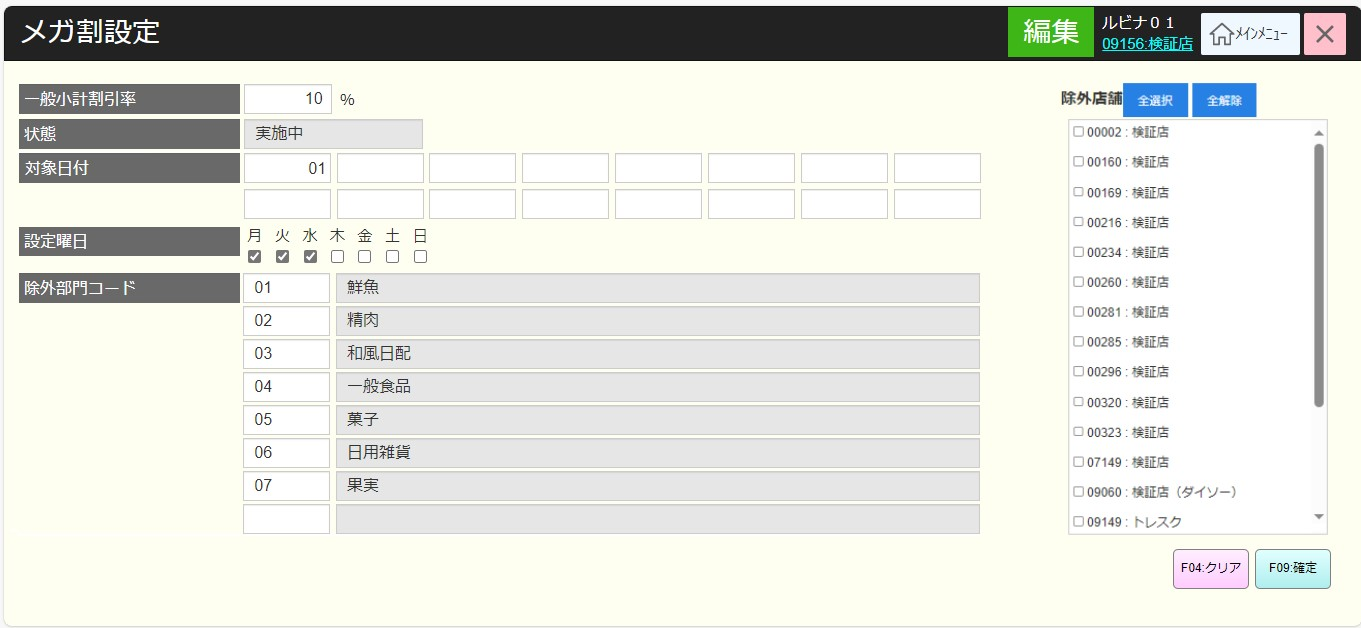 メガ割設定
編集
ルビナ０１
09156:検証店
メインメニュー
一般小計割引率 10 %
状態 実施中
対象日付 01
設定曜日 月 火 水 木 金 土 日
除外部門コード 01 鮮魚
02 精肉
03 和風日配
04 一般食品
05 菓子
06 日用雑貨
07 果実
除外店舗 全選択 全解除
00002 : 検証店
00160 : 検証店
00169 : 検証店
00216 : 検証店
00234 : 検証店
00260 : 検証店
00281 : 検証店
00285 : 検証店
00296 : 検証店
00320 : 検証店
00323 : 検証店
07149 : 検証店
09060 : 検証店（ダイソー）
09149 : トレスク
F04:クリア F09:確定